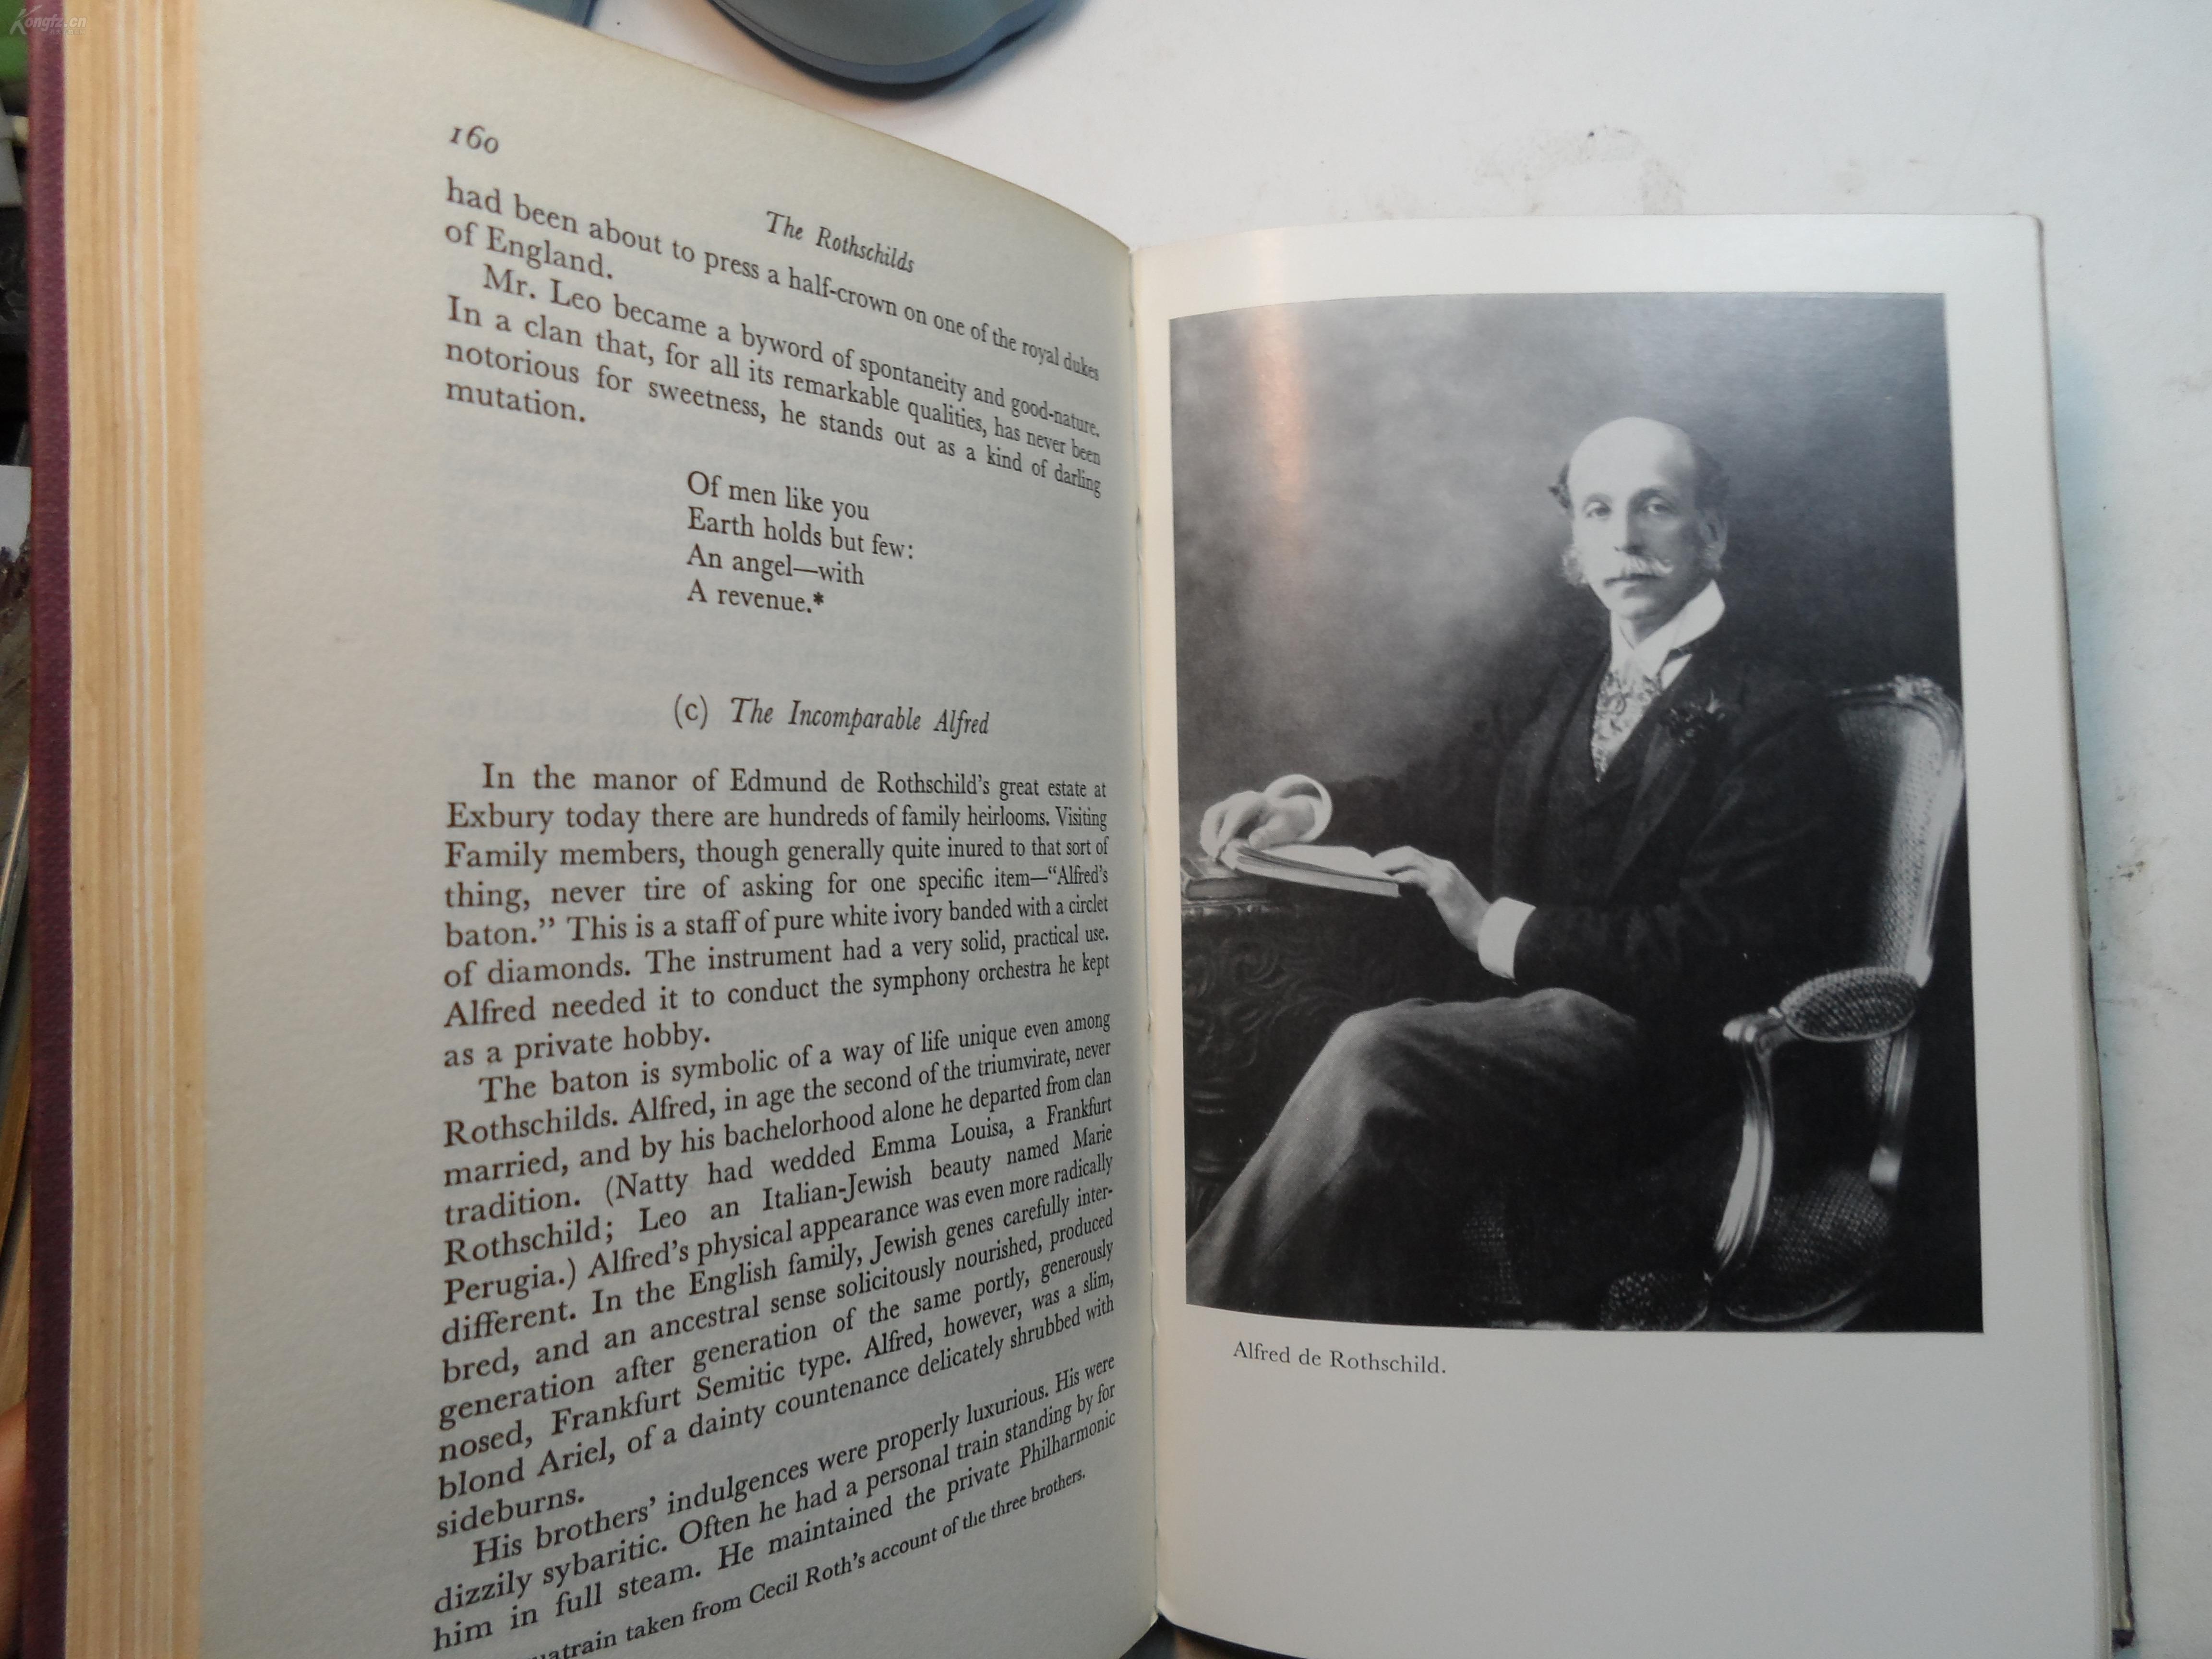 Kongfz.cn
160
The Rothschilds
had been about to press a half-crown on one of the royal dukes
of England.
Mr. Leo became a byword of spontaneity and good-nature.
In a clan that, for all its remarkable qualities, has never been
notorious for sweetness, he stands out as a kind of darling
mutation.
Of men like you
Earth holds but few:
An angel—with
A revenue.*
(c) The Incomparable Alfred
In the manor of Edmund de Rothschild's great estate at
Exbury today there are hundreds of family heirlooms. Visiting
Family members, though generally quite inured to that sort of
thing, never tire of asking for one specific item—“Alfred's
baton.” This is a staff of pure white ivory banded with a circlet
of diamonds. The instrument had a very solid, practical use.
Alfred needed it to conduct the symphony orchestra he kept
as a private hobby.
The baton is symbolic of a way of life unique even among
Rothschilds. Alfred, in age the second of the triumvirate, never
married, and by his bachelorhood alone he departed from clan
tradition. (Natty had wedded Emma Louisa, a Frankfurt
Rothschild; Leo an Italian-Jewish beauty named Marie
Perugia.) Alfred's physical appearance was even more radically
different. In the English family, Jewish genes carefully inter-
bred, and an ancestral sense solicitously nourished, produced
generation after generation of the same portly, generously
nosed, Frankfurt Semitic type. Alfred, however, was a slim,
blond Ariel, of a dainty countenance delicately shrubbed with
sideburns.
His brothers' indulgences were properly luxurious. His were
dizzily sybaritic. Often he had a personal train standing by for
him in full steam. He maintained the private Philharmonic
taken from Cecil Roth's account of the three brothers.
Alfred de Rothschild.